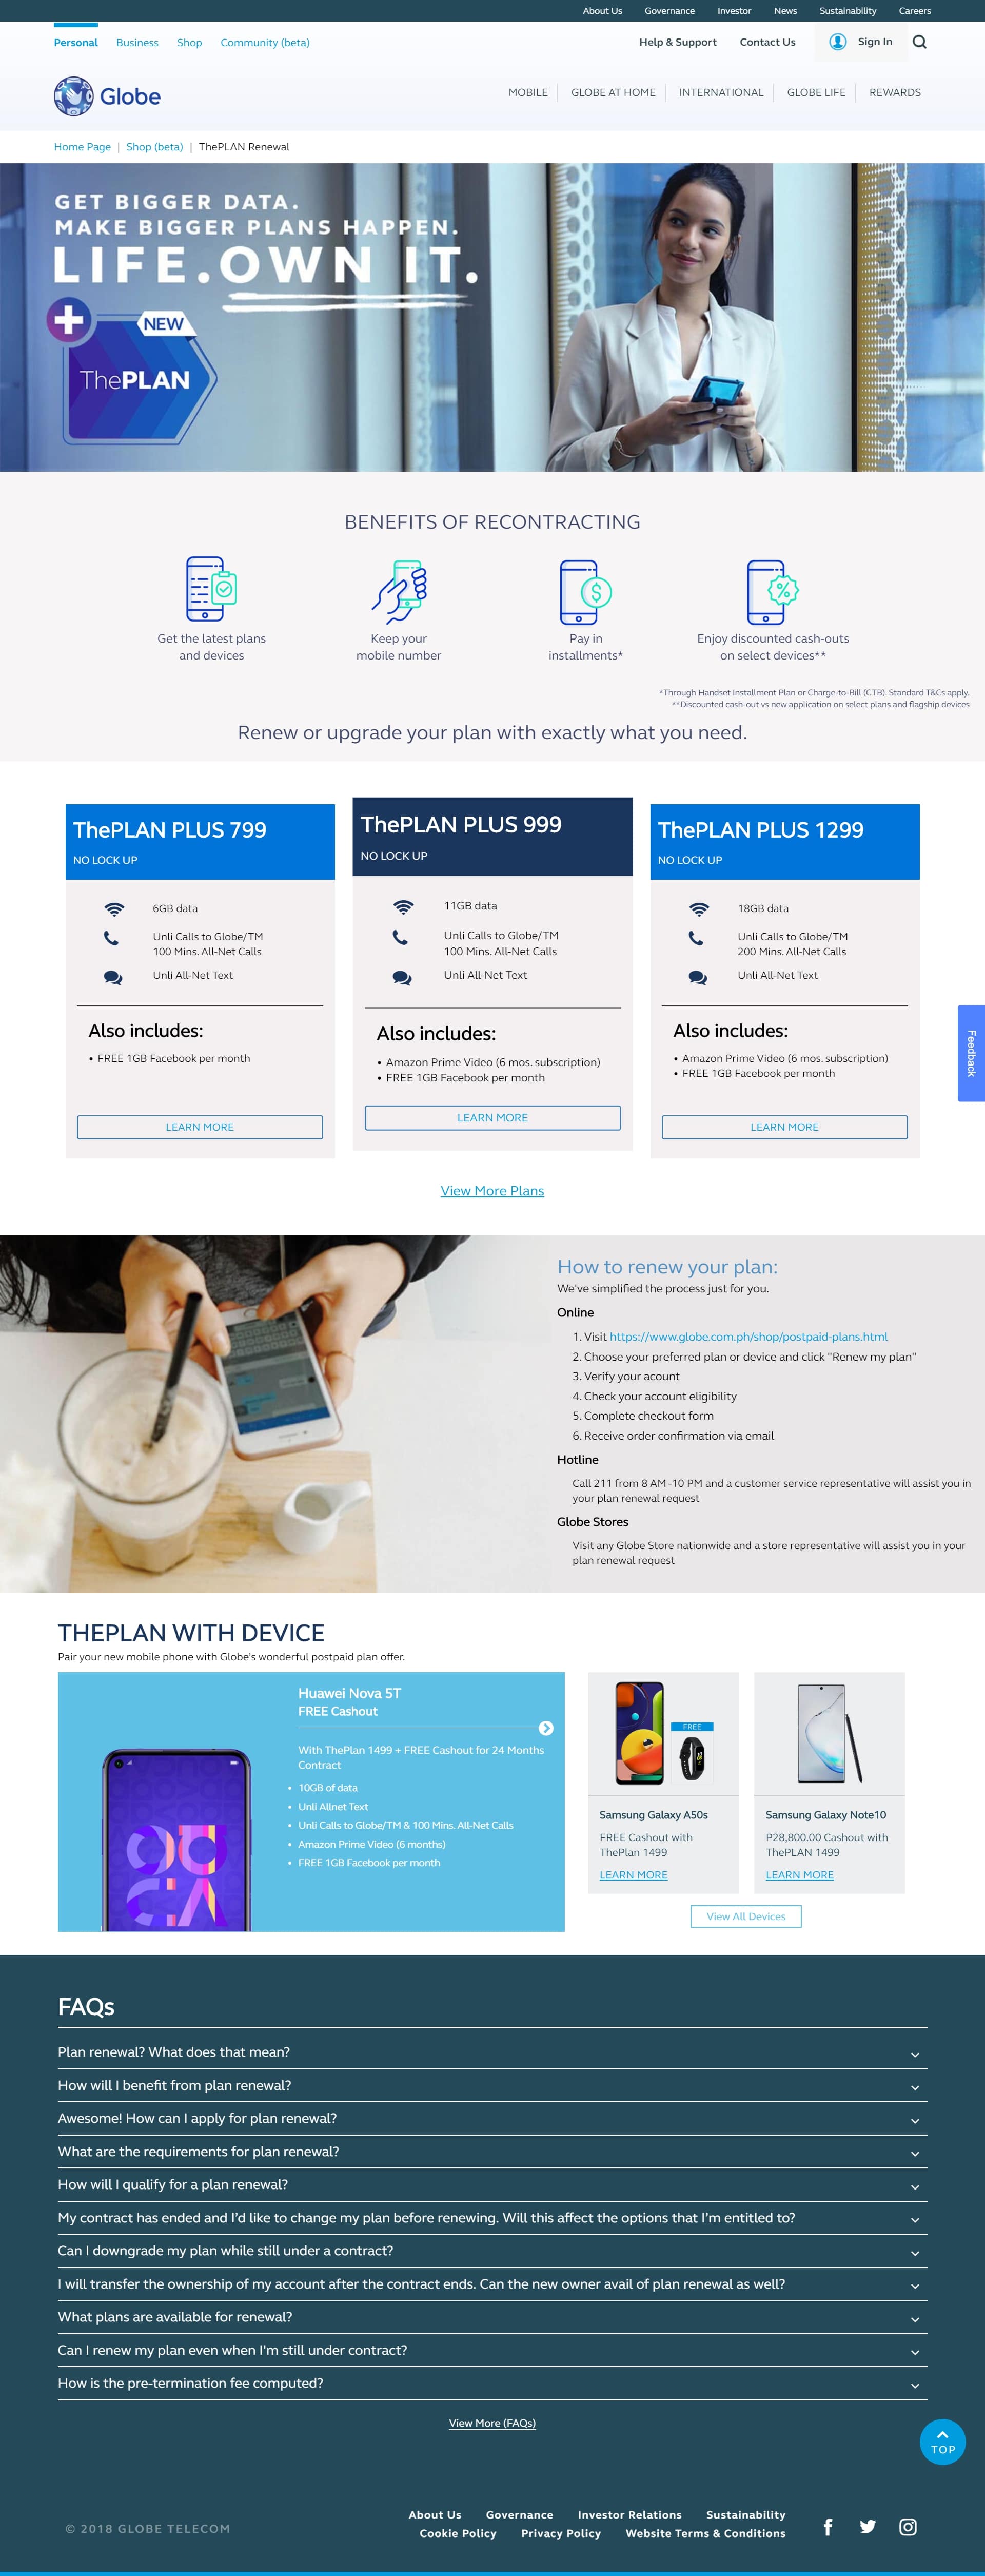 About Us Governance Investor News Sustainability Careers
Personal Business Shop Community (beta) Help & Support Contact Us Sign In
Globe
MOBILE GLOBE AT HOME INTERNATIONAL GLOBE LIFE REWARDS
Home Page | Shop (beta) | ThePLAN Renewal
GET BIGGER DATA.
MAKE BIGGER PLANS HAPPEN.
LIFE.OWN IT.
NEW
ThePLAN
BENEFITS OF RECONTRACTING
Get the latest plans
and devices
Keep your
mobile number
Pay in
installments*
Enjoy discounted cash-outs
on select devices**
*Through Handset Installment Plan or Charge-to-Bill (CTB). Standard T&Cs apply.
**Discounted cash-out vs new application on select plans and flagship devices
Renew or upgrade your plan with exactly what you need.
ThePLAN PLUS 799
NO LOCK UP
6GB data
Unli Calls to Globe/TM
100 Mins. All-Net Calls
Unli All-Net Text
Also includes:
• FREE 1GB Facebook per month
LEARN MORE
ThePLAN PLUS 999
NO LOCK UP
11GB data
Unli Calls to Globe/TM
100 Mins. All-Net Calls
Unli All-Net Text
Also includes:
• Amazon Prime Video (6 mos. subscription)
• FREE 1GB Facebook per month
LEARN MORE
ThePLAN PLUS 1299
NO LOCK UP
18GB data
Unli Calls to Globe/TM
200 Mins. All-Net Calls
Unli All-Net Text
Also includes:
• Amazon Prime Video (6 mos. subscription)
• FREE 1GB Facebook per month
LEARN MORE
Feedback
View More Plans
How to renew your plan:
We've simplified the process just for you.
Online
1. Visit https://www.globe.com.ph/shop/postpaid-plans.html
2. Choose your preferred plan or device and click "Renew my plan"
3. Verify your acount
4. Check your account eligibility
5. Complete checkout form
6. Receive order confirmation via email
Hotline
Call 211 from 8 AM -10 PM and a customer service representative will assist you in
your plan renewal request
Globe Stores
Visit any Globe Store nationwide and a store representative will assist you in your
plan renewal request
THEPLAN WITH DEVICE
Pair your new mobile phone with Globe's wonderful postpaid plan offer.
Huawei Nova 5T
FREE Cashout
With ThePlan 1499 + FREE Cashout for 24 Months
Contract
• 10GB of data
• Unli Allnet Text
• Unli Calls to Globe/TM & 100 Mins. All-Net Calls
• Amazon Prime Video (6 months)
• FREE 1GB Facebook per month
FREE
Samsung Galaxy A50s
FREE Cashout with
ThePlan 1499
LEARN MORE
Samsung Galaxy Note10
P28,800.00 Cashout with
ThePLAN 1499
LEARN MORE
View All Devices
FAQs
Plan renewal? What does that mean?
How will I benefit from plan renewal?
Awesome! How can I apply for plan renewal?
What are the requirements for plan renewal?
How will I qualify for a plan renewal?
My contract has ended and I'd like to change my plan before renewing. Will this affect the options that I'm entitled to?
Can I downgrade my plan while still under a contract?
I will transfer the ownership of my account after the contract ends. Can the new owner avail of plan renewal as well?
What plans are available for renewal?
Can I renew my plan even when I'm still under contract?
How is the pre-termination fee computed?
View More (FAQs)
TOP
© 2018 GLOBE TELECOM
About Us Governance Investor Relations Sustainability
Cookie Policy Privacy Policy Website Terms & Conditions